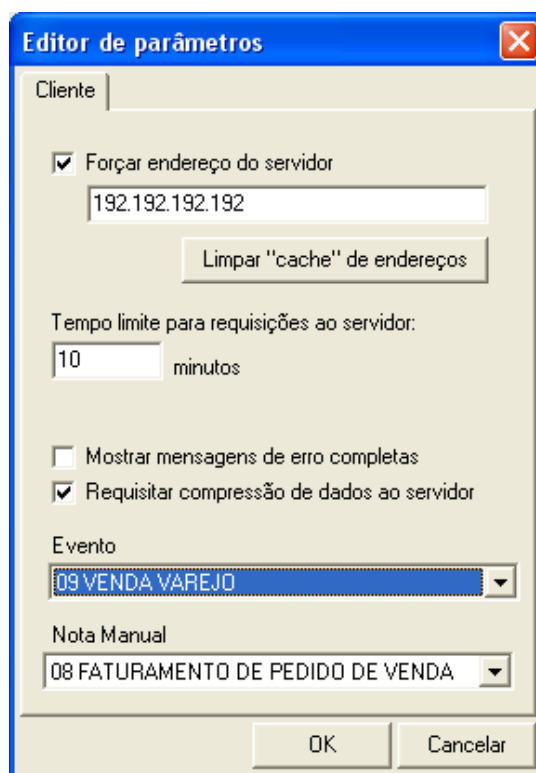 Editor de parâmetros
Cliente
Forçar endereço do servidor
192.192.192.192
Limpar "cache" de endereços
Tempo limite para requisições ao servidor:
10 minutos
Mostrar mensagens de erro completas
Requisitar compressão de dados ao servidor
Evento
09 VENDA VAREJO
Nota Manual
08 FATURAMENTO DE PEDIDO DE VENDA
OK Cancelar